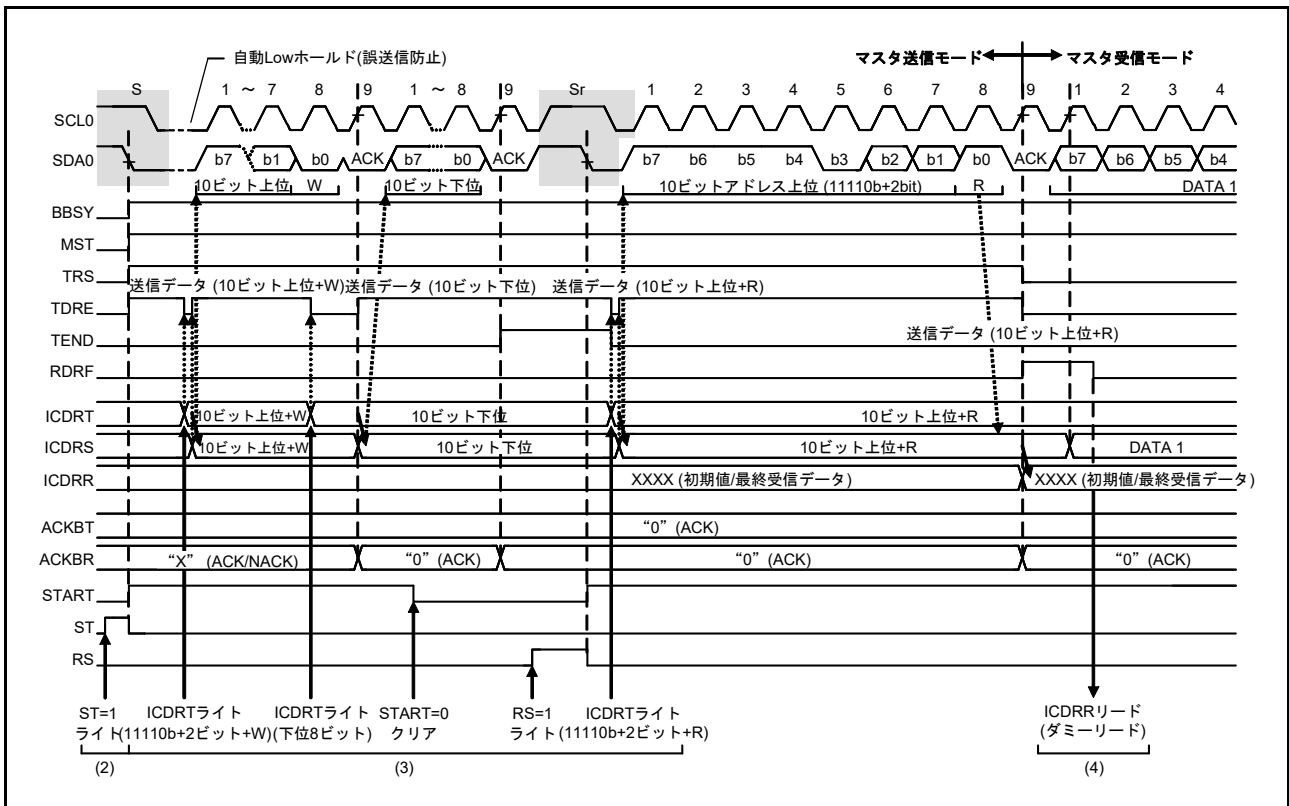 自動Lowホールド(誤送信防止)
マスタ送信モード マスタ受信モード
S 1 ～ 7 8 9 1 ～ 8 9 Sr 1 2 3 4 5 6 7 8 9 1 2 3 4
SCL0
SDA0 b7 b1 b0 ACK b7 b0 ACK b7 b6 b5 b4 b3 b2 b1 b0 ACK b7 b6 b5 b4
10ビット上位 W 10ビット下位 10ビットアドレス上位 (11110b+2bit) R DATA 1
BBSY
MST
TRS
送信データ (10ビット上位+W) 送信データ (10ビット下位) 送信データ (10ビット上位+R)
TDRE
TEND 送信データ (10ビット上位+R)
RDRF
ICDRT 10ビット上位+W 10ビット下位 10ビット上位+R
ICDRS 10ビット上位+W 10ビット下位 10ビット上位+R DATA 1
ICDRR XXXX (初期値/最終受信データ) XXXX (初期値/最終受信データ)
ACKBT “0” (ACK)
ACKBR “X” (ACK/NACK) “0” (ACK) “0” (ACK) “0” (ACK)
START
ST
RS
ST=1 ICDRTライト ICDRTライト START=0 RS=1 ICDRTライト ICDRRリード
ライト (11110b+2ビット+W) (下位8ビット) クリア ライト (11110b+2ビット+R) (ダミーリード)
(2) (3) (4)